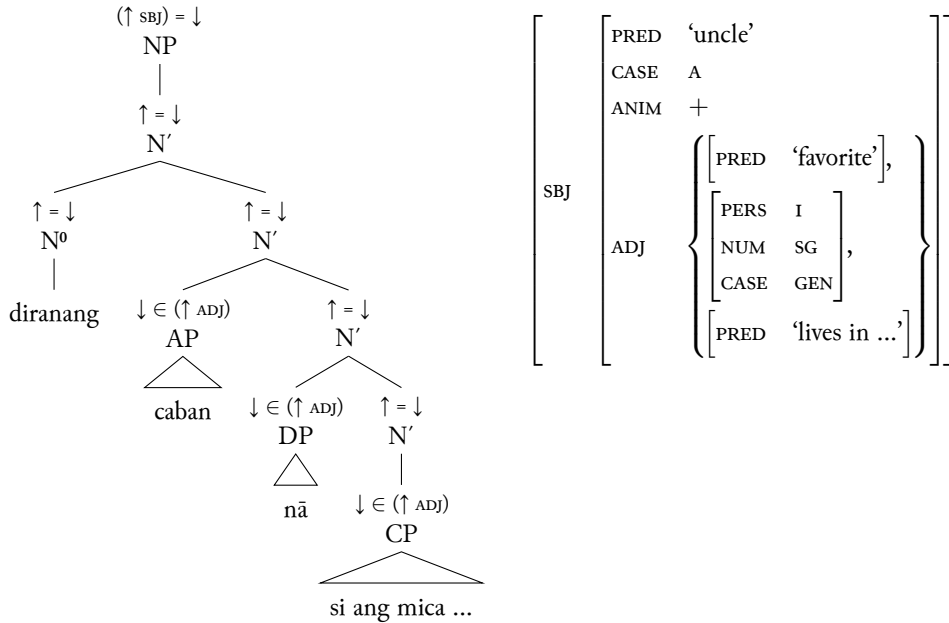 (↑ SBJ) = ↓
NP
↑ = ↓
N′
↑ = ↓ ↑ = ↓
N⁰ N′
diranang ↓ ∈ (↑ ADJ) ↑ = ↓
AP N′
caban ↓ ∈ (↑ ADJ) ↑ = ↓
DP N′
nā ↓ ∈ (↑ ADJ)
CP
si ang mica ...
SBJ
PRED ‘uncle’
CASE A
ANIM +
ADJ
PRED ‘favorite’,
PERS I
NUM SG,
CASE GEN
PRED ‘lives in ...’